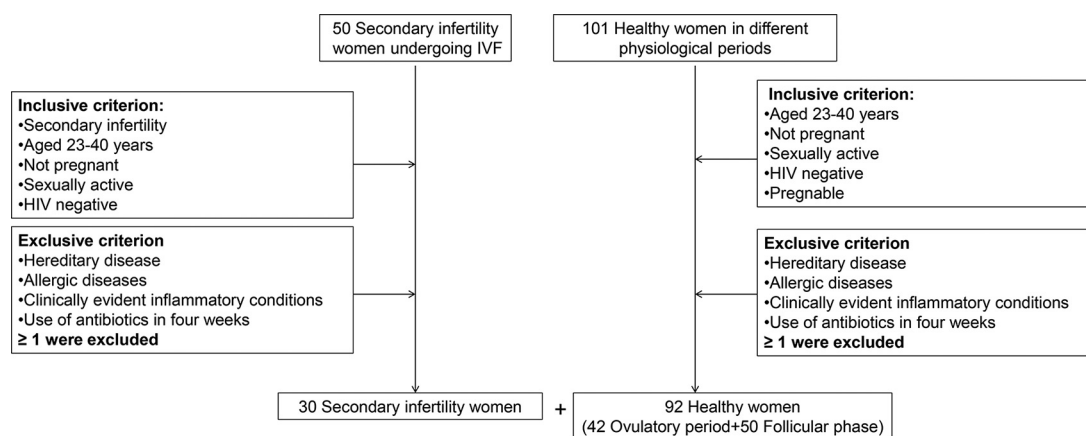 50 Secondary infertility
women undergoing IVF
101 Healthy women in different
physiological periods
Inclusive criterion:
•Secondary infertility
•Aged 23-40 years
•Not pregnant
•Sexually active
•HIV negative
Inclusive criterion:
•Aged 23-40 years
•Not pregnant
•Sexually active
•HIV negative
•Pregnable
Exclusive criterion
•Hereditary disease
•Allergic diseases
•Clinically evident inflammatory conditions
•Use of antibiotics in four weeks
≥ 1 were excluded
Exclusive criterion
•Hereditary disease
•Allergic diseases
•Clinically evident inflammatory conditions
•Use of antibiotics in four weeks
≥ 1 were excluded
30 Secondary infertility women
+
92 Healthy women
(42 Ovulatory period+50 Follicular phase)